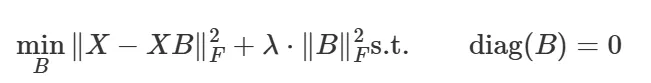 min_B ‖X − XB‖²_F + λ · ‖B‖²_F s.t. diag(B) = 0